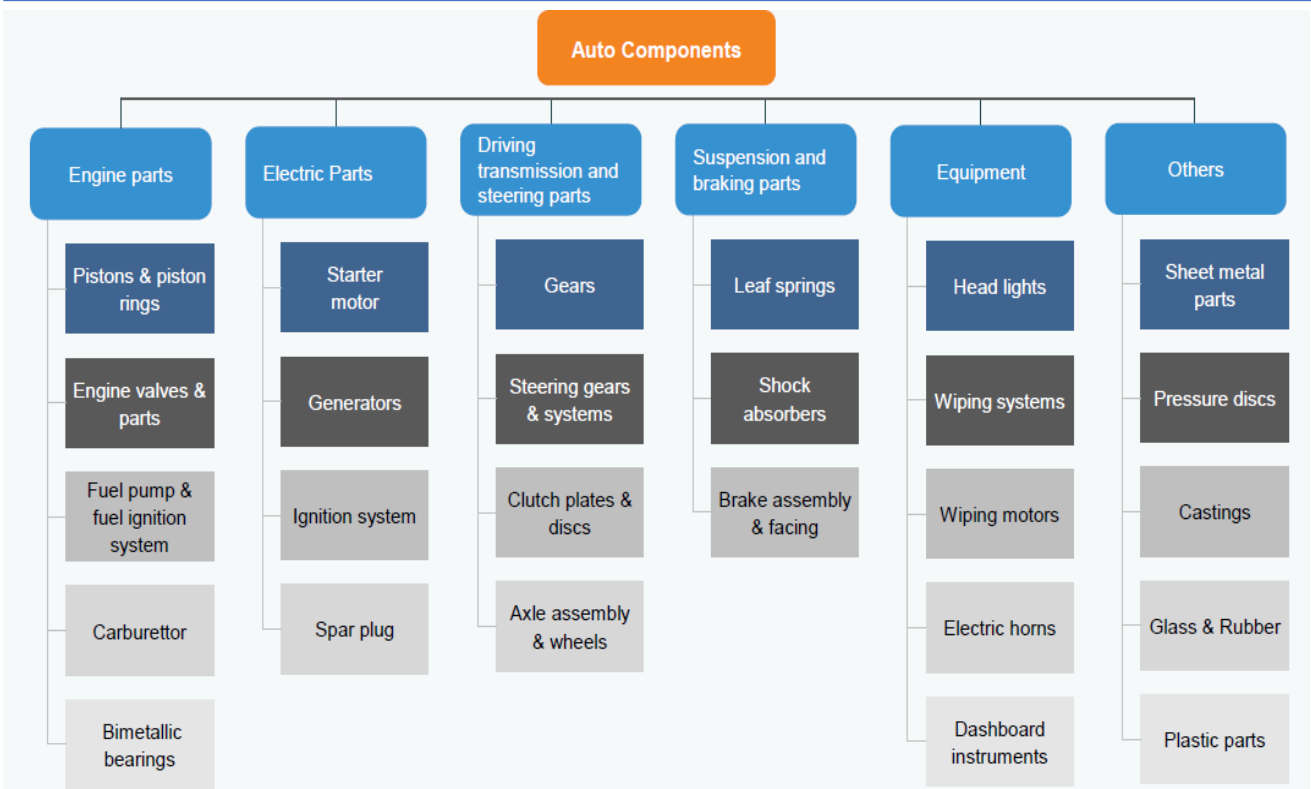 Auto Components
Engine parts
Pistons & piston
rings
Engine valves &
parts
Fuel pump &
fuel ignition
system
Carburettor
Bimetallic
bearings
Electric Parts
Starter
motor
Generators
Ignition system
Spar plug
Driving
transmission and
steering parts
Gears
Steering gears
& systems
Clutch plates &
discs
Axle assembly
& wheels
Suspension and
braking parts
Leaf springs
Shock
absorbers
Brake assembly
& facing
Equipment
Head lights
Wiping systems
Wiping motors
Electric horns
Dashboard
instruments
Others
Sheet metal
parts
Pressure discs
Castings
Glass & Rubber
Plastic parts